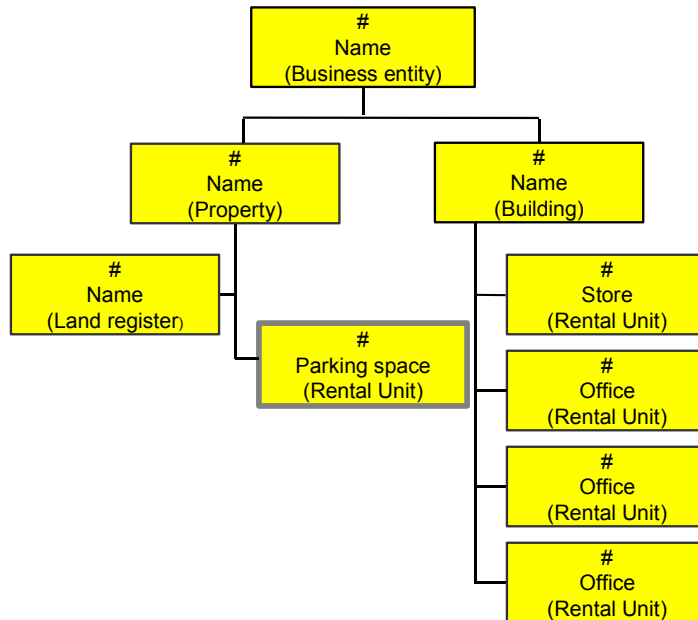 #
Name
(Business entity)
#
Name
(Property)
#
Name
(Building)
#
Name
(Land register)
#
Store
(Rental Unit)
#
Parking space
(Rental Unit)
#
Office
(Rental Unit)
#
Office
(Rental Unit)
#
Office
(Rental Unit)